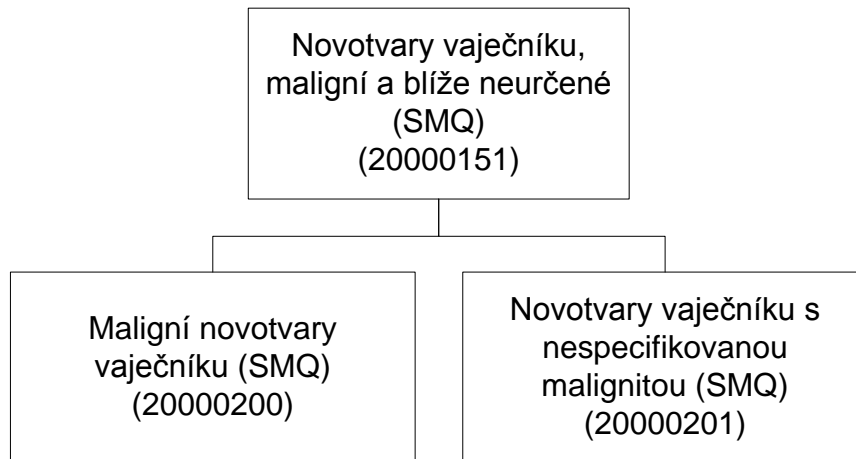 Novotvary vaječníku,
maligní a blíže neurčené
(SMQ)
(20000151)
Maligní novotvary
vaječníku (SMQ)
(20000200)
Novotvary vaječníku s
nespecifikovanou
malignitou (SMQ)
(20000201)